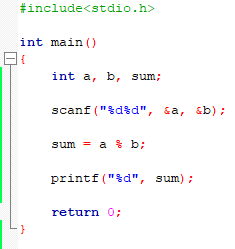 #include<stdio.h>
int main()
{
int a, b, sum;
scanf("%d%d", &a, &b);
sum = a % b;
printf("%d", sum);
return 0;
}